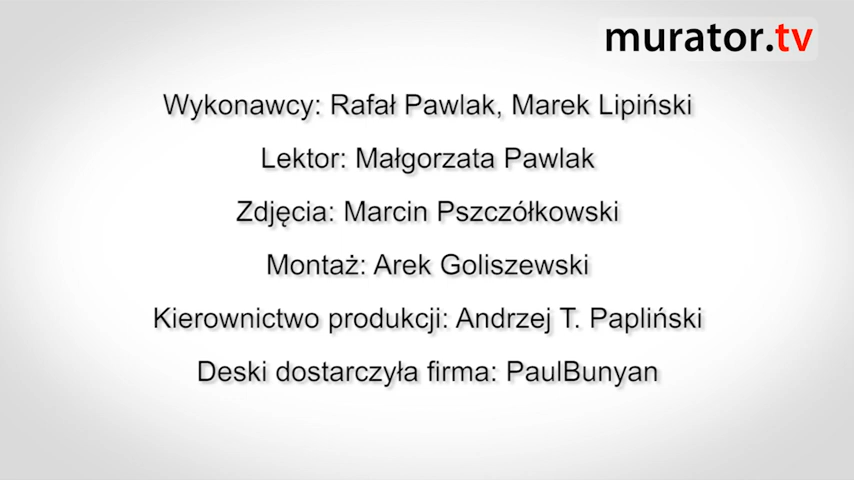 murator.tv
Wykonawcy: Rafał Pawlak, Marek Lipiński
Lektor: Małgorzata Pawlak
Zdjęcia: Marcin Pszczółkowski
Montaż: Arek Goliszewski
Kierownictwo produkcji: Andrzej T. Papliński
Deski dostarczyła firma: PaulBunyan